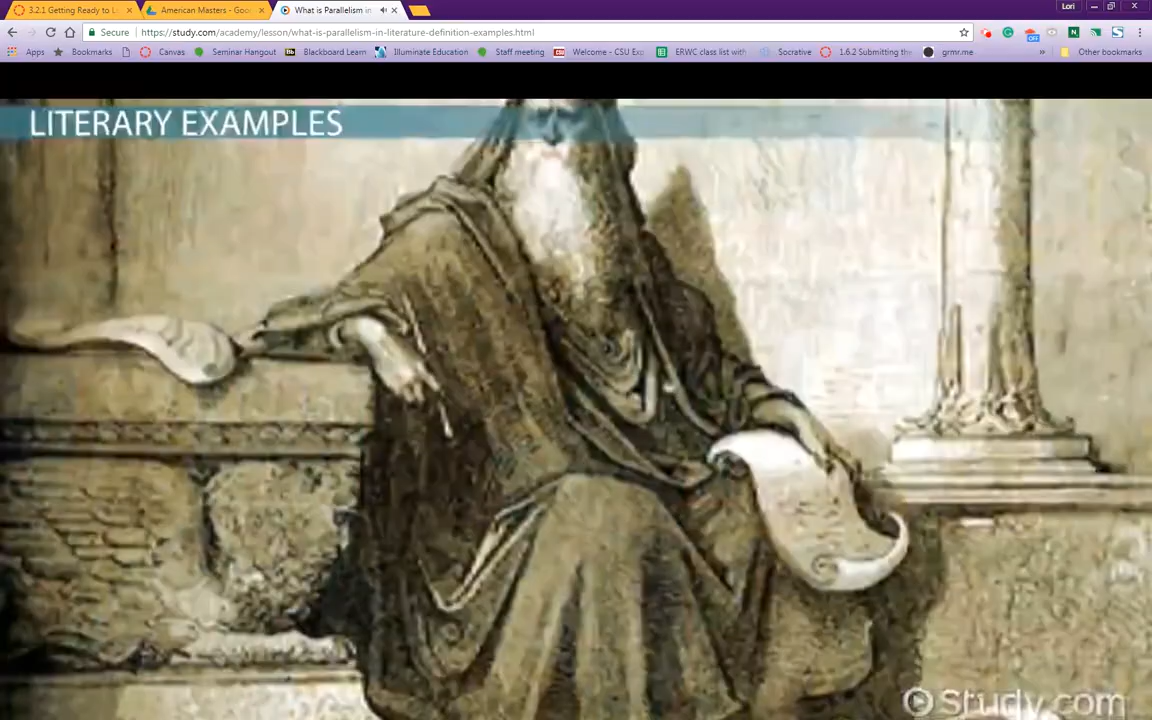 3.2.1 Getting Ready to L
American Masters - Goo
What is Parallelism in
Lori
Secure
https://study.com/academy/lesson/what-is-parallelism-in-literature-definition-examples.html
Apps
Bookmarks
Canvas
Seminar Hangout
Bb
Blackboard Learn
Illuminate Education
Staff meeting
CSU
Welcome - CSU Exp
ERWC class list with
Socrative
1.6.2 Submitting the
grmr.me
»
Other bookmarks
OFF
N
LITERARY EXAMPLES
Study.com